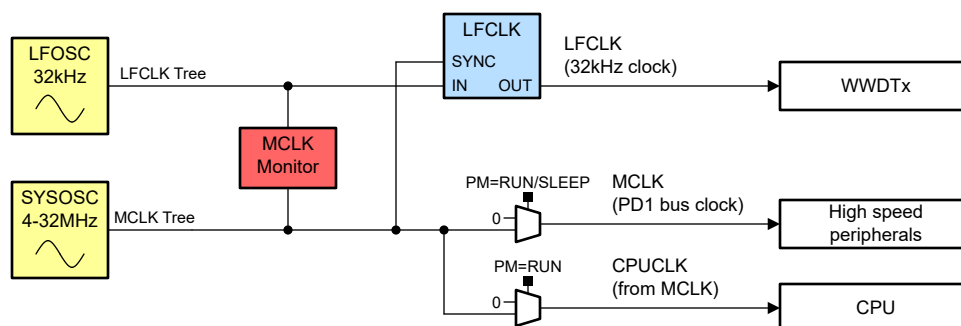 LFOSC
32kHz
LFCLK Tree
LFCLK
SYNC
IN OUT
LFCLK
(32kHz clock)
WWDTx
MCLK
Monitor
SYSOSC
4-32MHz
MCLK Tree
PM=RUN/SLEEP
0
MCLK
(PD1 bus clock)
High speed
peripherals
PM=RUN
0
CPUCLK
(from MCLK)
CPU